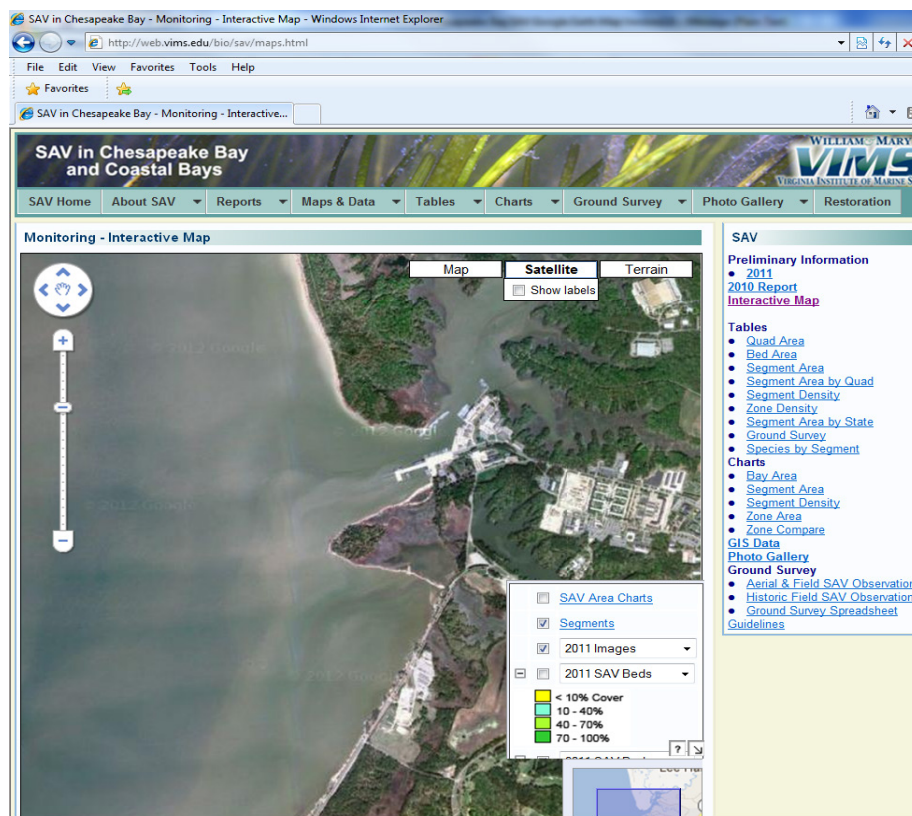 SAV in Chesapeake Bay - Monitoring - Interactive Map - Windows Internet Explorer
http://web.vims.edu/bio/sav/maps.html
File Edit View Favorites Tools Help
Favorites
SAV in Chesapeake Bay - Monitoring - Interactive...
SAV in Chesapeake Bay
and Coastal Bays
WILLIAM & MARY
VIMS
VIRGINIA INSTITUTE OF MARINE S
SAV Home About SAV Reports Maps & Data Tables Charts Ground Survey Photo Gallery Restoration
Monitoring - Interactive Map
Map Satellite Terrain
Show labels
© 2012 Google
2012 Google
2012 Google
SAV Area Charts
Segments
2011 Images
2011 SAV Beds
< 10% Cover
10 - 40%
40 - 70%
70 - 100%
?
SAV
Preliminary Information
2011
2010 Report
Interactive Map
Tables
Quad Area
Bed Area
Segment Area
Segment Area by Quad
Segment Density
Zone Density
Segment Area by State
Ground Survey
Species by Segment
Charts
Bay Area
Segment Area
Segment Density
Zone Area
Zone Compare
GIS Data
Photo Gallery
Ground Survey
Aerial & Field SAV Observation
Historic Field SAV Observation
Ground Survey Spreadsheet
Guidelines